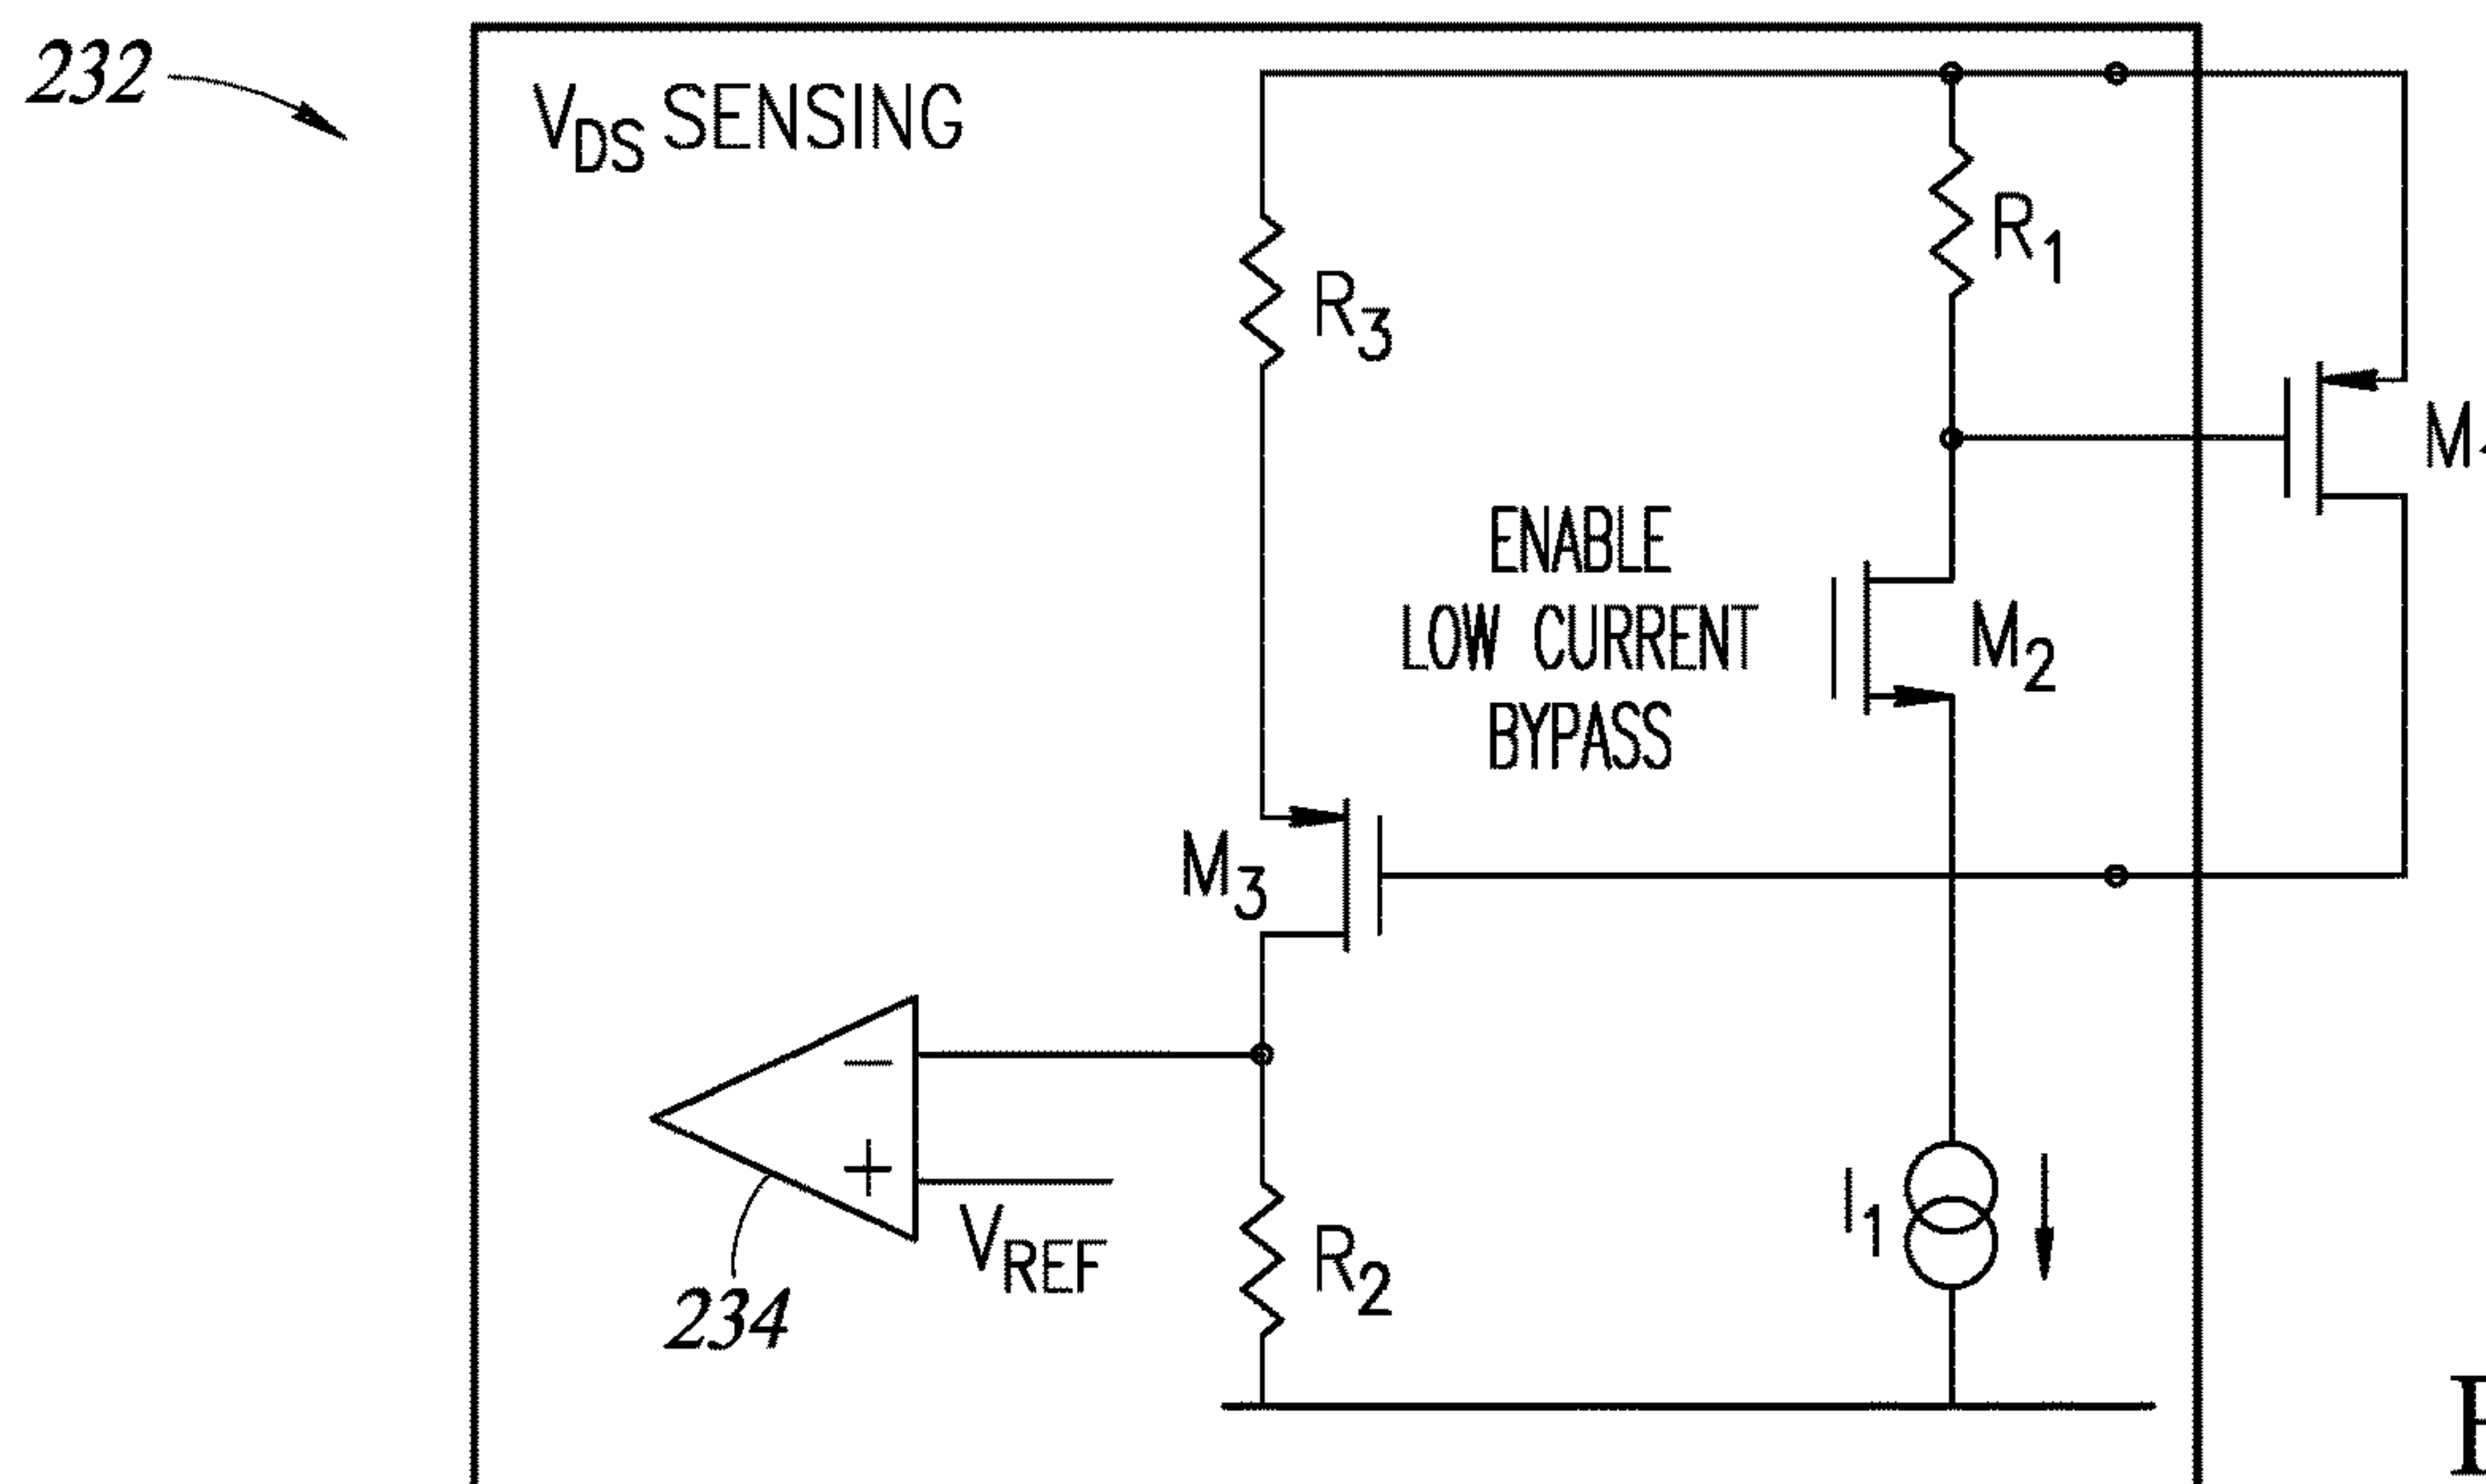 232
VDS SENSING
R1
R3
M
ENABLE
LOW CURRENT
BYPASS
M2
M3
−
+
VREF
I1
R2
234